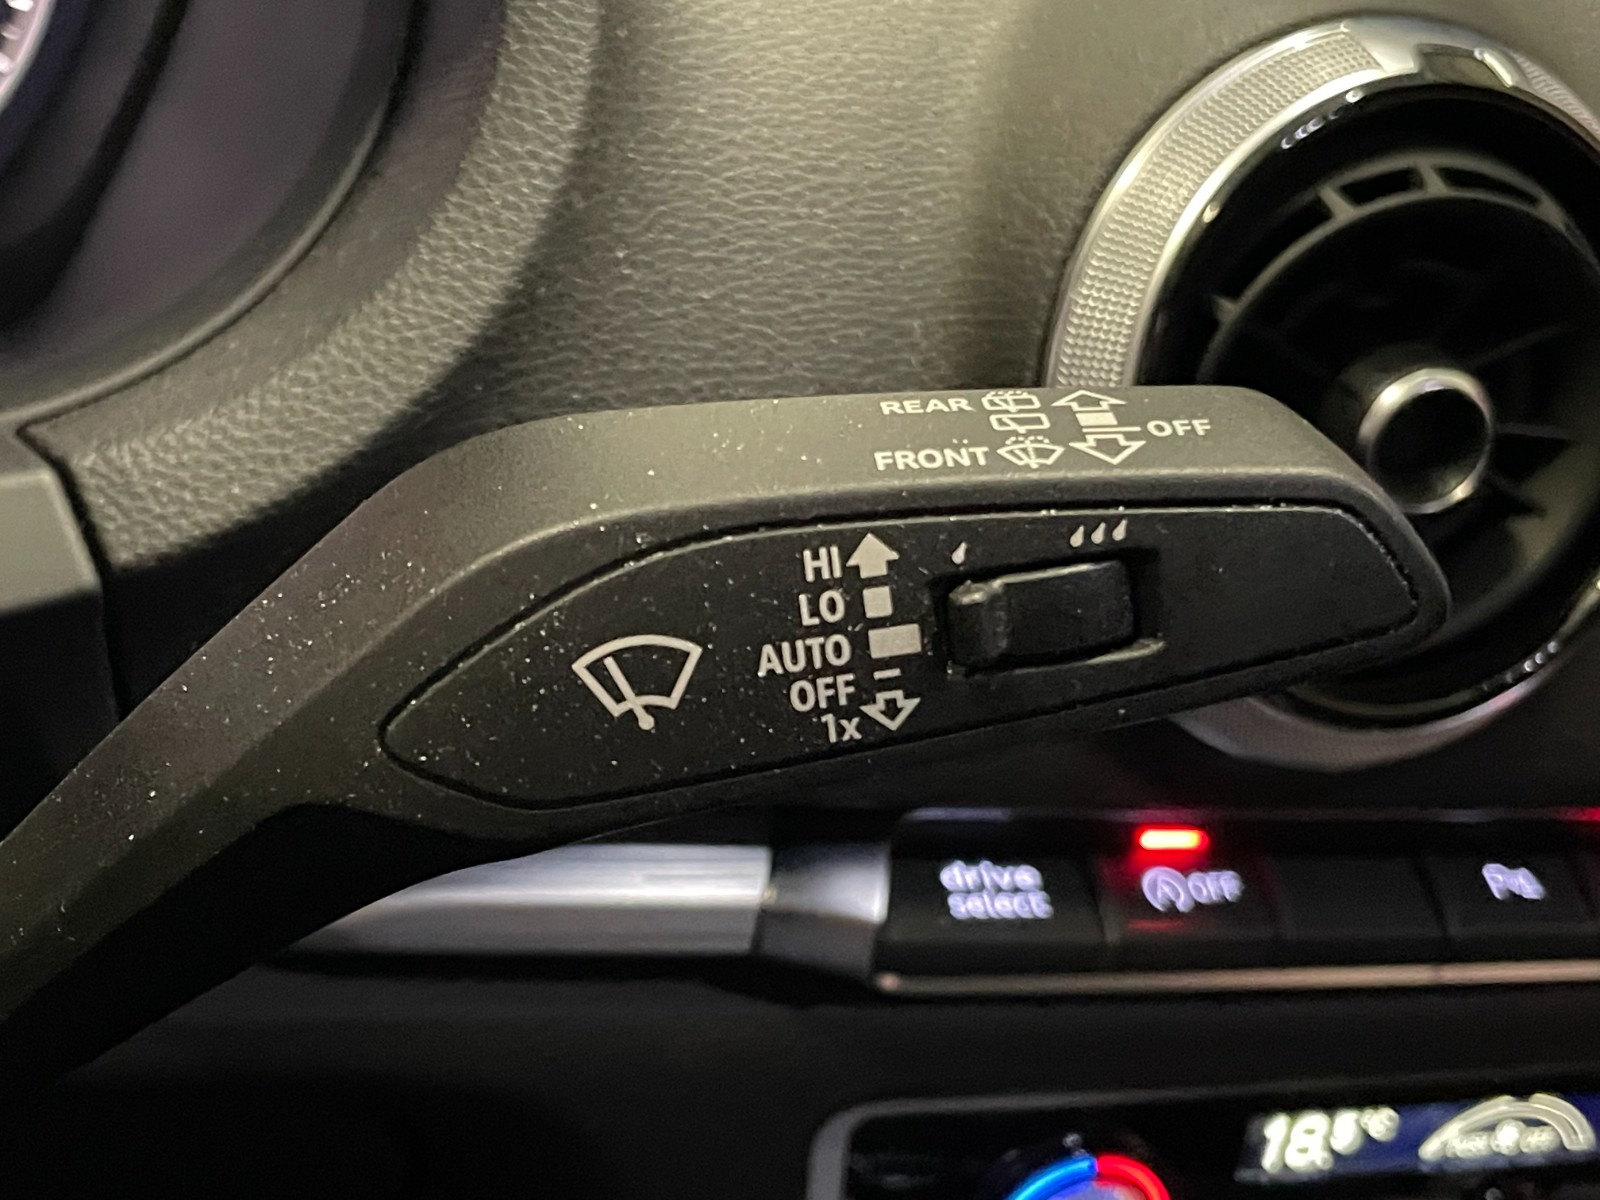 REAR
OFF
FRONT
HI
LO
AUTO
OFF
1x
drive
select
OFF
18.5°C